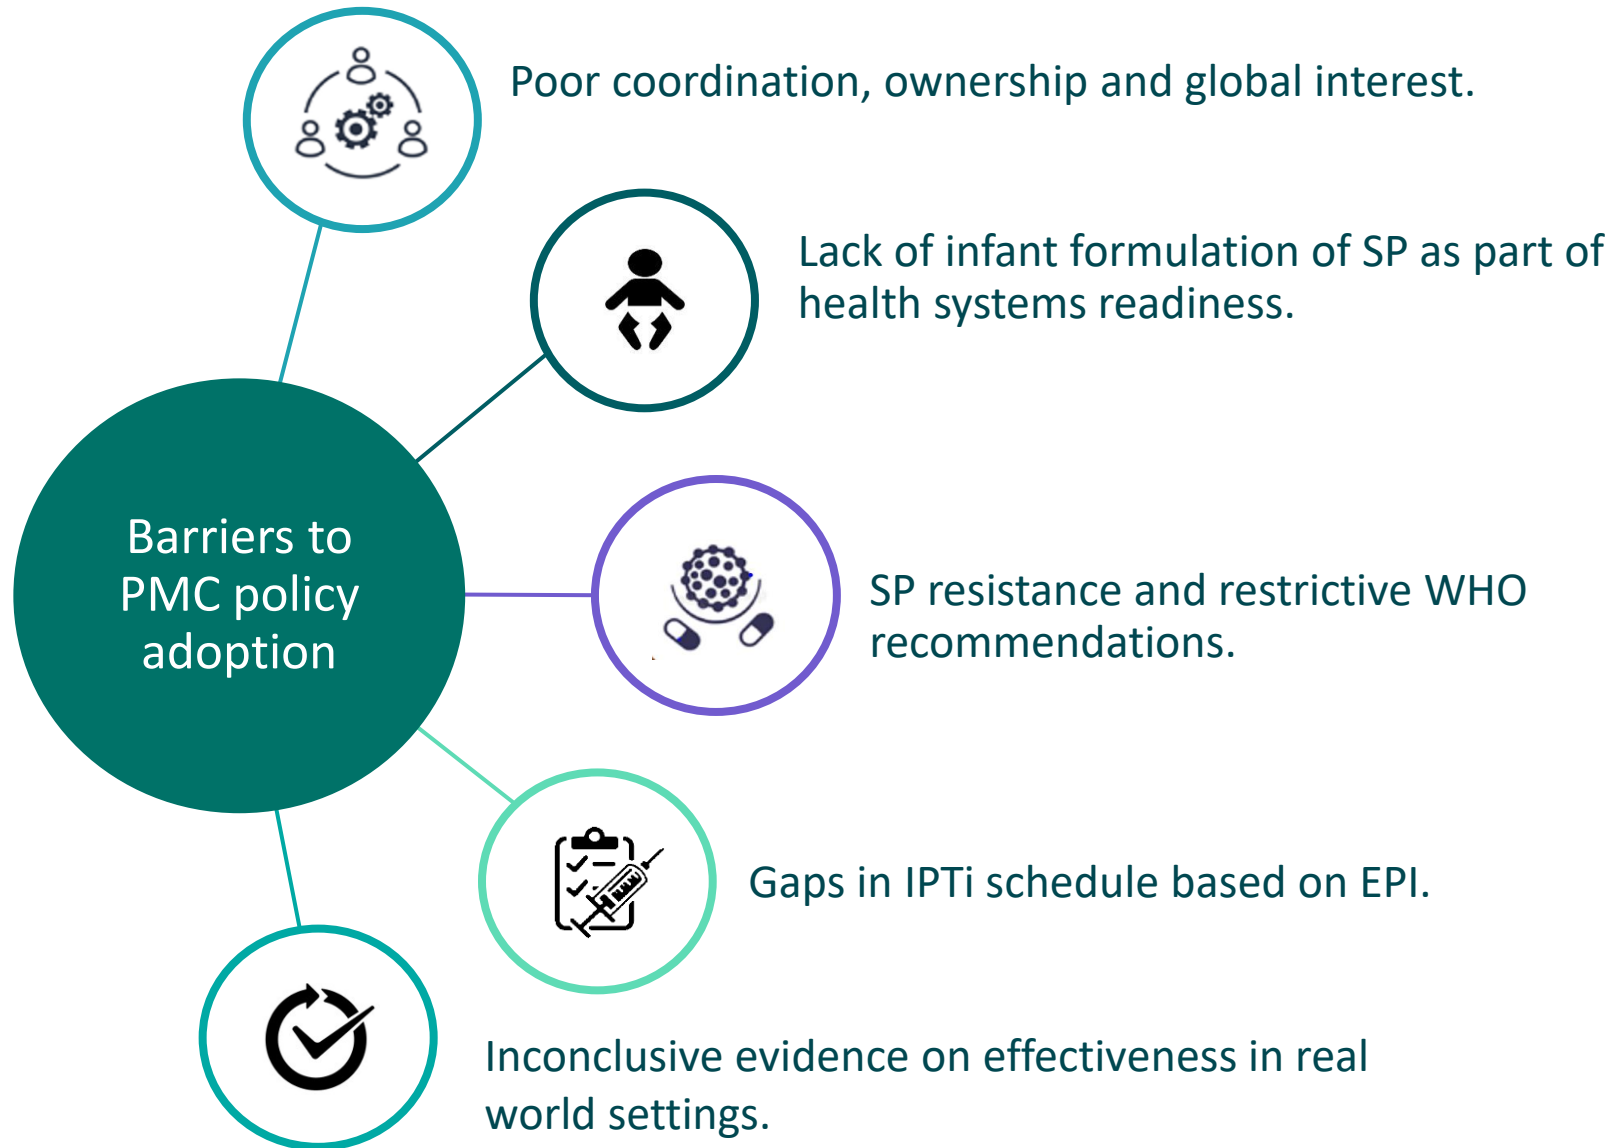 Poor coordination, ownership and global interest.
Lack of infant formulation of SP as part of
health systems readiness.
Barriers to
PMC policy
adoption
SP resistance and restrictive WHO
recommendations.
Gaps in IPTi schedule based on EPI.
Inconclusive evidence on effectiveness in real
world settings.